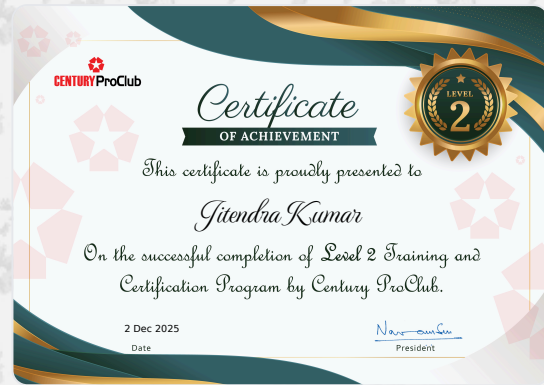 CENTURY ProClub
LEVEL
2
Certificate
OF ACHIEVEMENT
This certificate is proudly presented to
Jitendra Kumar
On the successful completion of Level 2 Training and
Certification Program by Century ProClub.
2 Dec 2025
Date
President